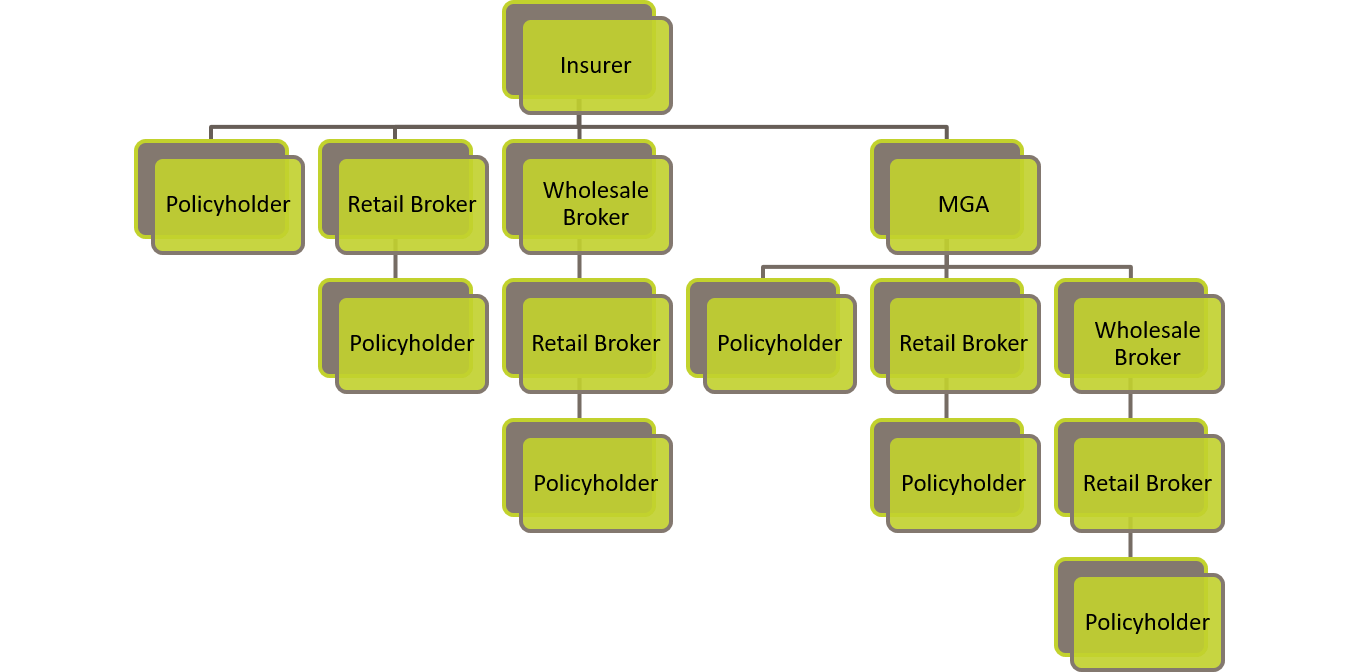 Insurer
Policyholder
Retail Broker
Wholesale
Broker
MGA
Policyholder
Retail Broker
Policyholder
Retail Broker
Wholesale
Broker
Policyholder
Policyholder
Retail Broker
Policyholder